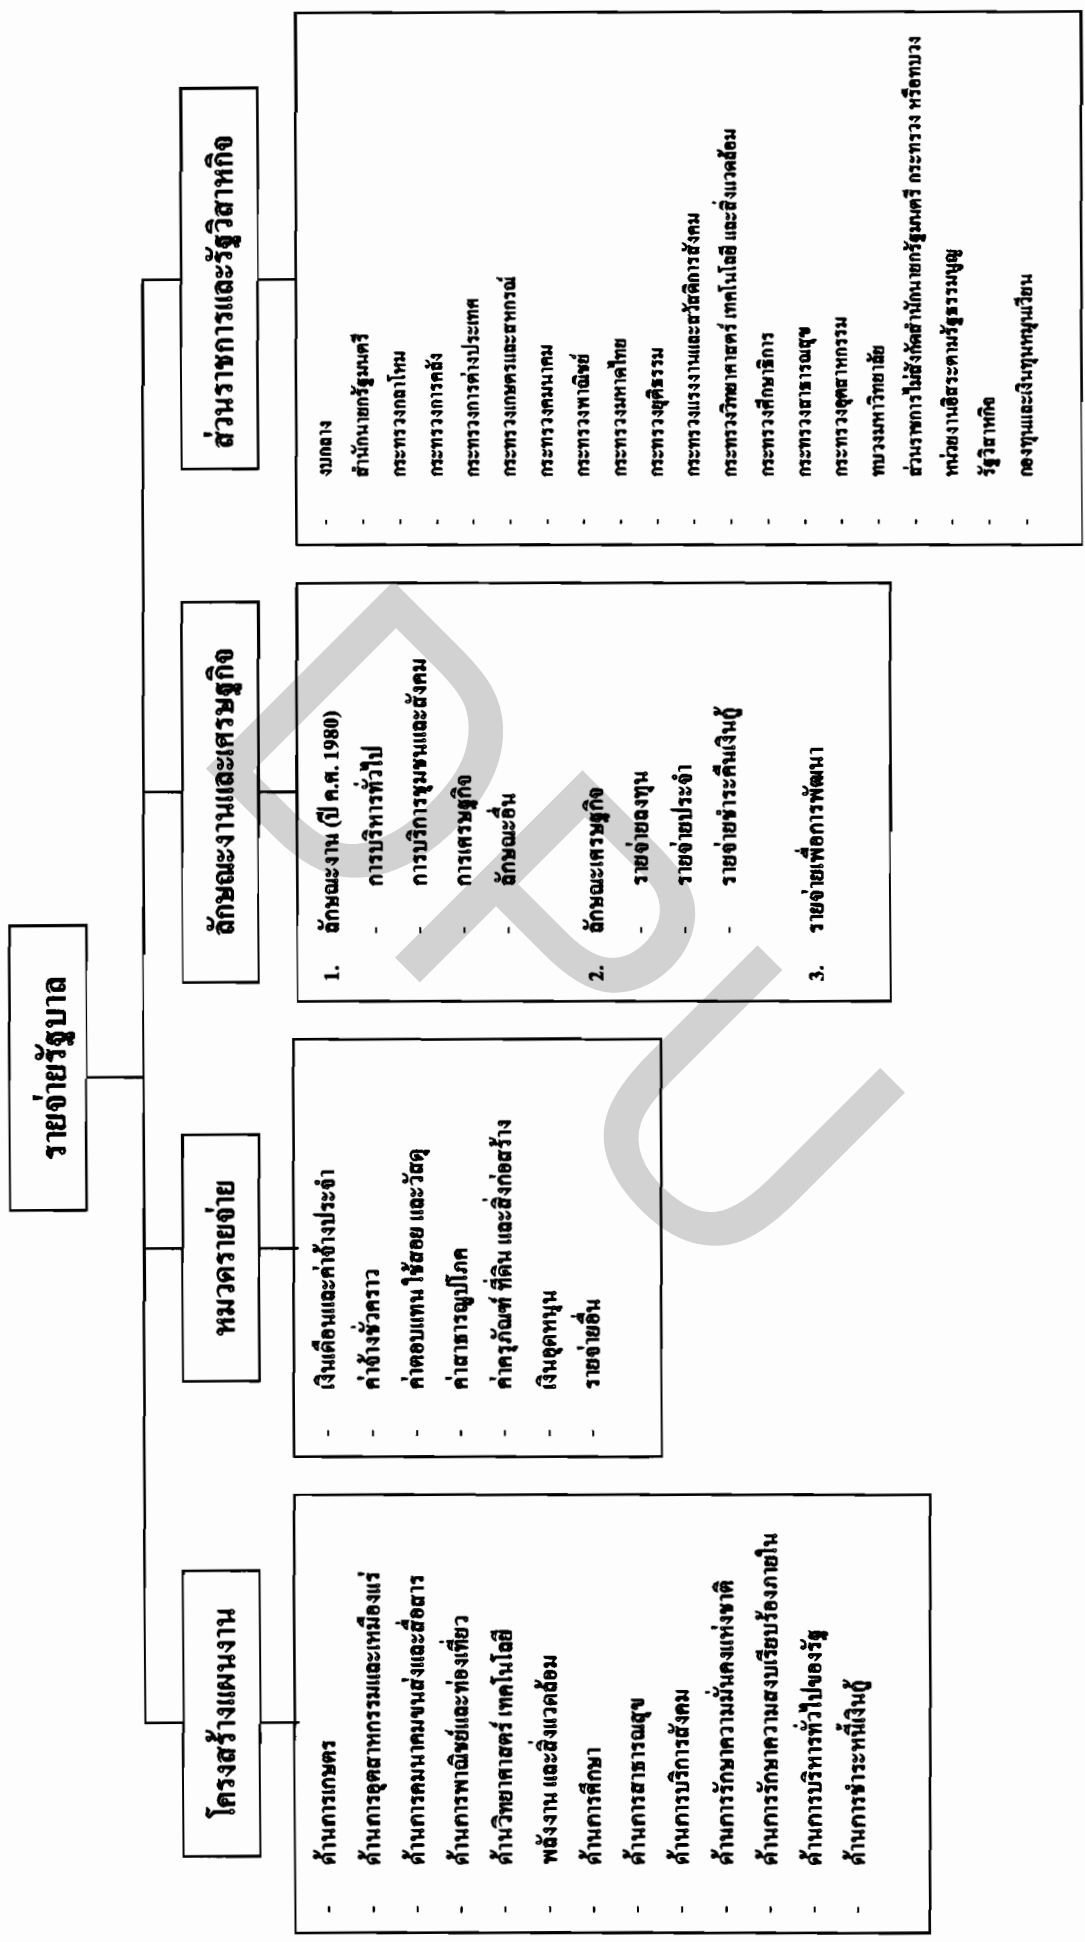 รายจ่ายรัฐบาล
โครงสร้างแผนงาน
- ด้านการเกษตร
- ด้านการอุตสาหกรรมและเหมืองแร่
- ด้านการคมนาคมขนส่งและสื่อสาร
- ด้านการพาณิชย์และท่องเที่ยว
- ด้านวิทยาศาสตร์ เทคโนโลยี
พลังงาน และสิ่งแวดล้อม
- ด้านการศึกษา
- ด้านการสาธารณสุข
- ด้านการบริการสังคม
- ด้านการรักษาความมั่นคงแห่งชาติ
- ด้านการรักษาความสงบเรียบร้องภายใน
- ด้านการบริหารทั่วไปของรัฐ
- ด้านการชำระหนี้เงินกู้
หมวดรายจ่าย
- เงินเดือนและค่าจ้างประจำ
- ค่าจ้างชั่วคราว
- ค่าตอบแทน ใช้สอย และวัสดุ
- ค่าสาธารณูปโภค
- ค่าครุภัณฑ์ ที่ดิน และสิ่งก่อสร้าง
- เงินอุดหนุน
- รายจ่ายอื่น
ลักษณะงานและเศรษฐกิจ
1. ลักษณะงาน (ปี ค.ศ. 1980)
- การบริหารทั่วไป
- การบริการชุมชนและสังคม
- การเศรษฐกิจ
- ลักษณะอื่น
2. ลักษณะเศรษฐกิจ
- รายจ่ายลงทุน
- รายจ่ายประจำ
- รายจ่ายชำระคืนเงินกู้
3. รายจ่ายเพื่อการพัฒนา
ส่วนราชการและรัฐวิสาหกิจ
- งบกลาง
- สำนักนายกรัฐมนตรี
- กระทรวงกลาโหม
- กระทรวงการคลัง
- กระทรวงการต่างประเทศ
- กระทรวงเกษตรและสหกรณ์
- กระทรวงคมนาคม
- กระทรวงพาณิชย์
- กระทรวงมหาดไทย
- กระทรวงยุติธรรม
- กระทรวงแรงงานและสวัสดิการสังคม
- กระทรวงวิทยาศาสตร์ เทคโนโลยี และสิ่งแวดล้อม
- กระทรวงศึกษาธิการ
- กระทรวงสาธารณสุข
- กระทรวงอุตสาหกรรม
- ทบวงมหาวิทยาลัย
- ส่วนราชการไม่สังกัดสำนักนายกรัฐมนตรี กระทรวง หรือทบวง
- หน่วยงานอิสระตามรัฐธรรมนูญ
- รัฐวิสาหกิจ
- กองทุนและเงินทุนหมุนเวียน
DPU